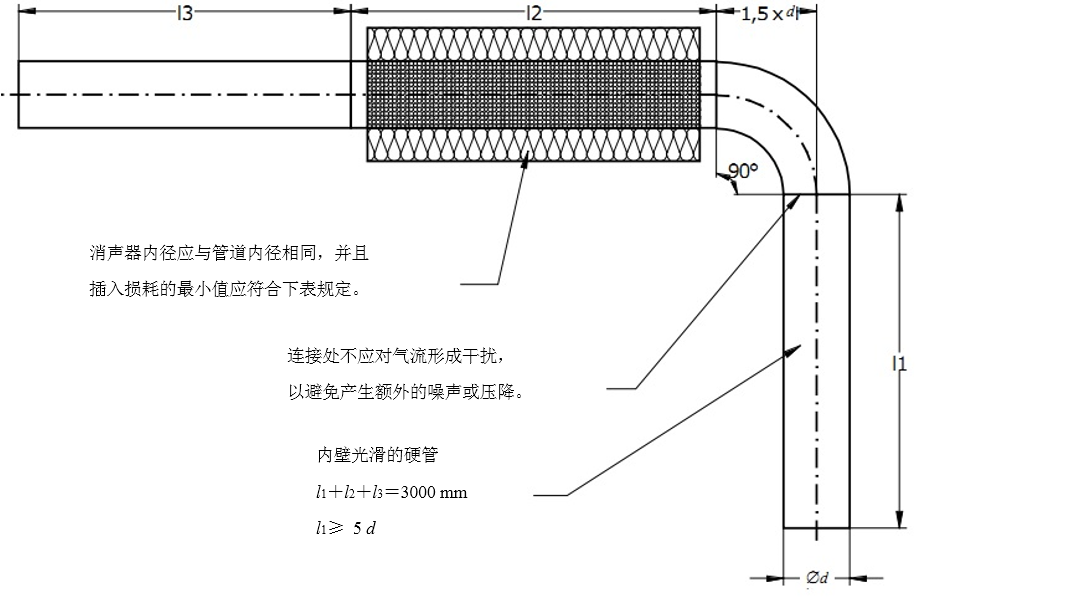 l3
l2
1,5 x d
90°
消声器内径应与管道内径相同，并且
插入损耗的最小值应符合下表规定。
连接处不应对气流形成干扰，
以避免产生额外的噪声或压降。
l1
内壁光滑的硬管
l1＋l2＋l3＝3000 mm
l1≥ 5 d
Ød